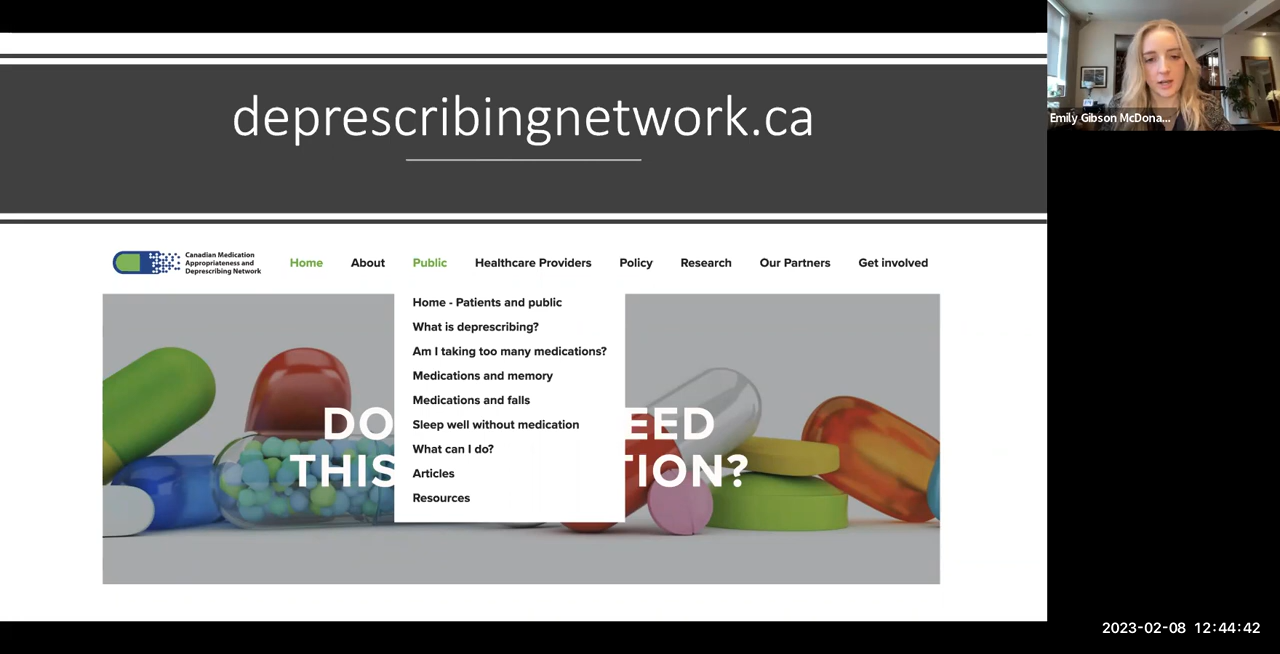 deprescribingnetwork.ca
Emily Gibson McDona...
Canadian Medication
Appropriateness and
Deprescribing Network
Home About Public Healthcare Providers Policy Research Our Partners Get involved
Home - Patients and public
What is deprescribing?
Am I taking too many medications?
Medications and memory
Medications and falls
Sleep well without medication
What can I do?
Articles
Resources
DO EED
THIS TION?
2023-02-08 12:44:42